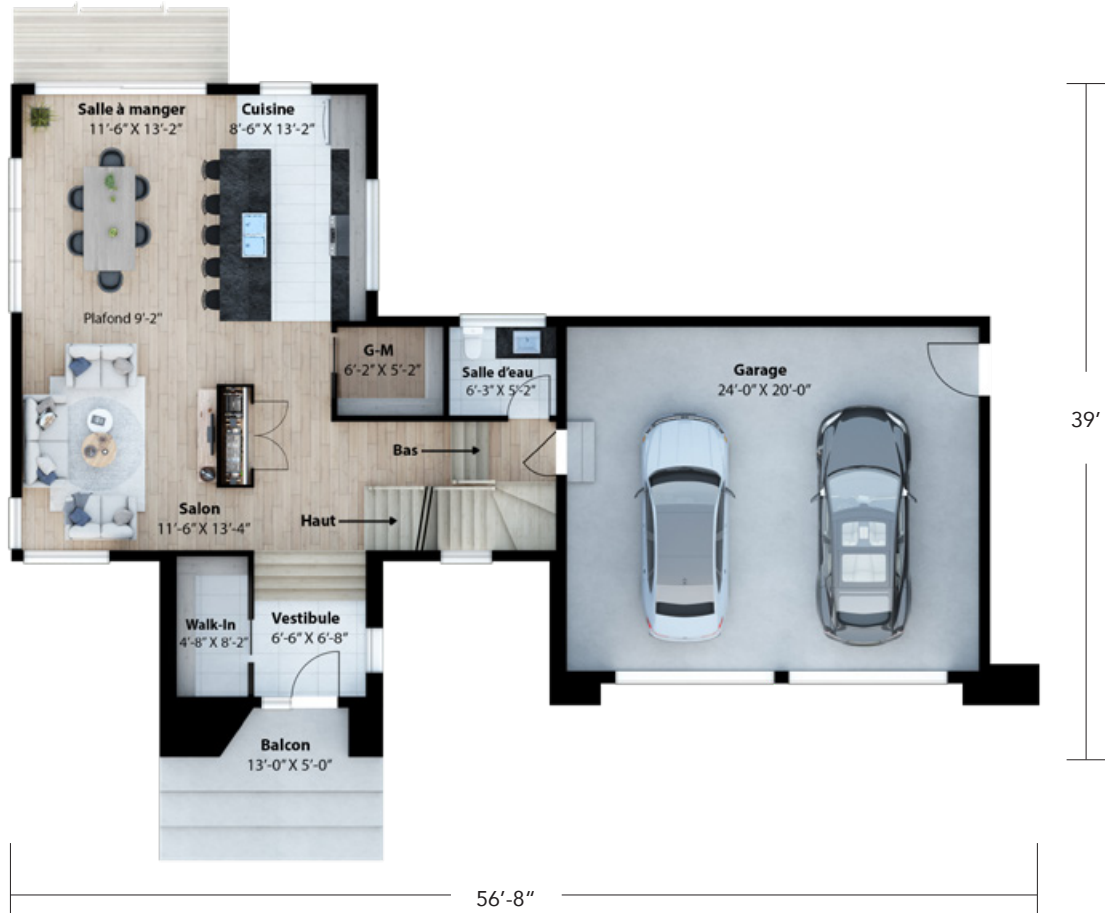 Salle à manger
11'-6" X 13'-2"
Cuisine
8'-6" X 13'-2"
Plafond 9'-2"
G-M
6'-2" X 5'-2"
Salle d'eau
6'-3" X 5'-2"
Garage
24'-0" X 20'-0"
39'
Bas
Salon
11'-6" X 13'-4"
Haut
Walk-In
4'-8" X 8'-2"
Vestibule
6'-6" X 6'-8"
Balcon
13'-0" X 5'-0"
56'-8"